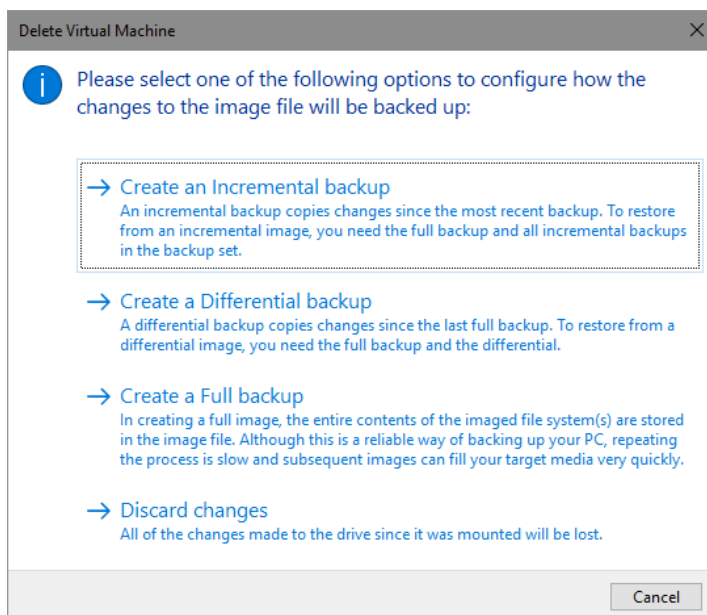 Delete Virtual Machine
Please select one of the following options to configure how the
changes to the image file will be backed up:
Create an Incremental backup
An incremental backup copies changes since the most recent backup. To restore
from an incremental image, you need the full backup and all incremental backups
in the backup set.
Create a Differential backup
A differential backup copies changes since the last full backup. To restore from a
differential image, you need the full backup and the differential.
Create a Full backup
In creating a full image, the entire contents of the imaged file system(s) are stored
in the image file. Although this is a reliable way of backing up your PC, repeating
the process is slow and subsequent images can fill your target media very quickly.
Discard changes
All of the changes made to the drive since it was mounted will be lost.
Cancel